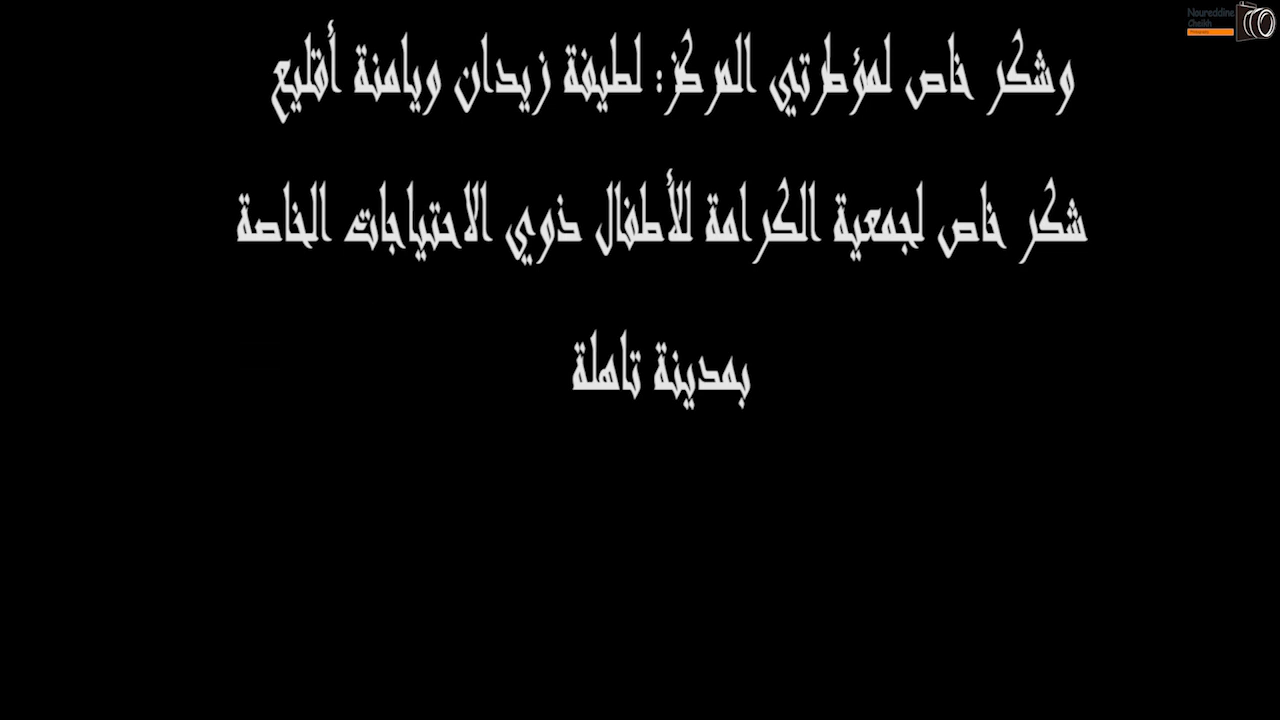 Noureddine
Cheikh
وشكر خاص لمؤطرتي المركز: لطيفة زيدان ويامنة أقليع
شكر خاص لجمعية الكرامة للأطفال ذوي الاحتياجات الخاصة
بمدينة تاهلة